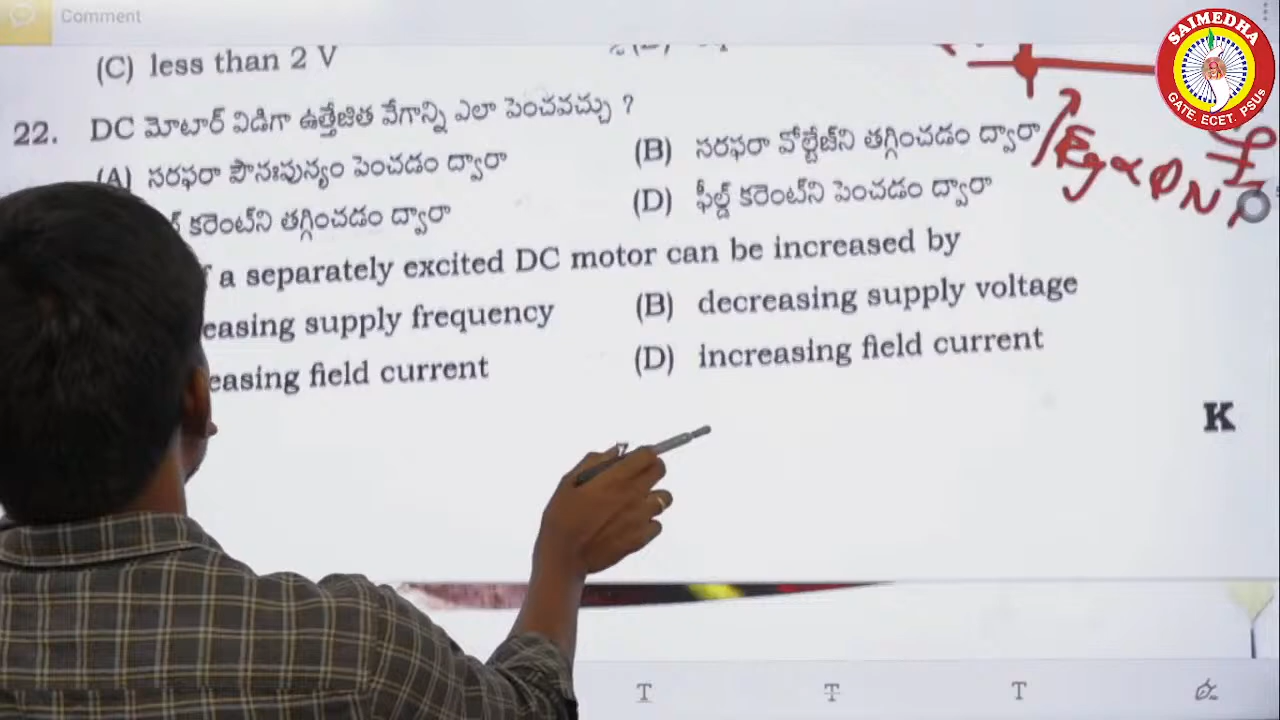 Comment
(C) less than 2 V
SAIMEDHA
GATE. ECET. PSUs
22. DC మోటార్ విడిగా ఉత్తేజిత వేగాన్ని ఎలా పెంచవచ్చు ?
(A) సరఫరా పౌనఃపున్యం పెంచడం ద్వారా
(B) సరఫరా వోల్టేజ్‌ని తగ్గించడం ద్వారా
కరెంట్‌ని తగ్గించడం ద్వారా
(D) ఫీల్డ్ కరెంట్‌ని పెంచడం ద్వారా
Eg ∝ Φ N
f a separately excited DC motor can be increased by
easing supply frequency
(B) decreasing supply voltage
easing field current
(D) increasing field current
K
7
T T T